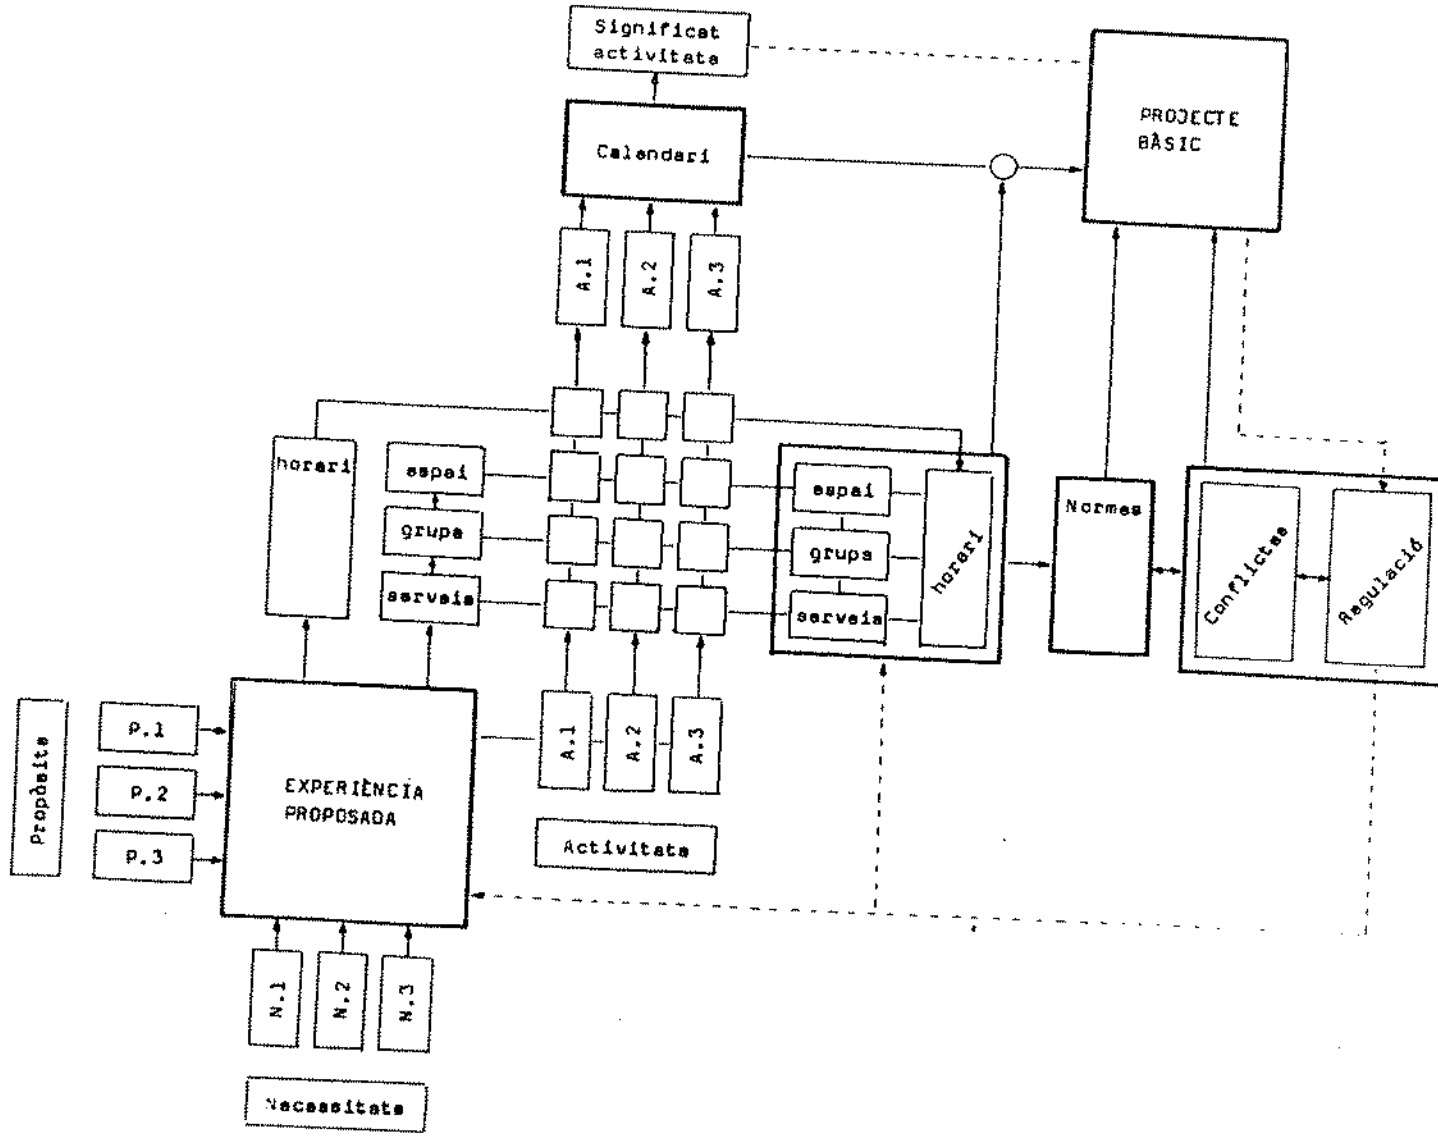 Significat
activitats
PROJECTE
BÀSIC
Calendari
A.1
A.2
A.3
horari
espai
grups
serveis
espai
grups
serveis
horari
Normes
Conflictes
Regulació
Propòsits
P.1
P.2
P.3
EXPERIÈNCIA
PROPOSADA
A.1
A.2
A.3
Activitats
N.1
N.2
N.3
Necessitats